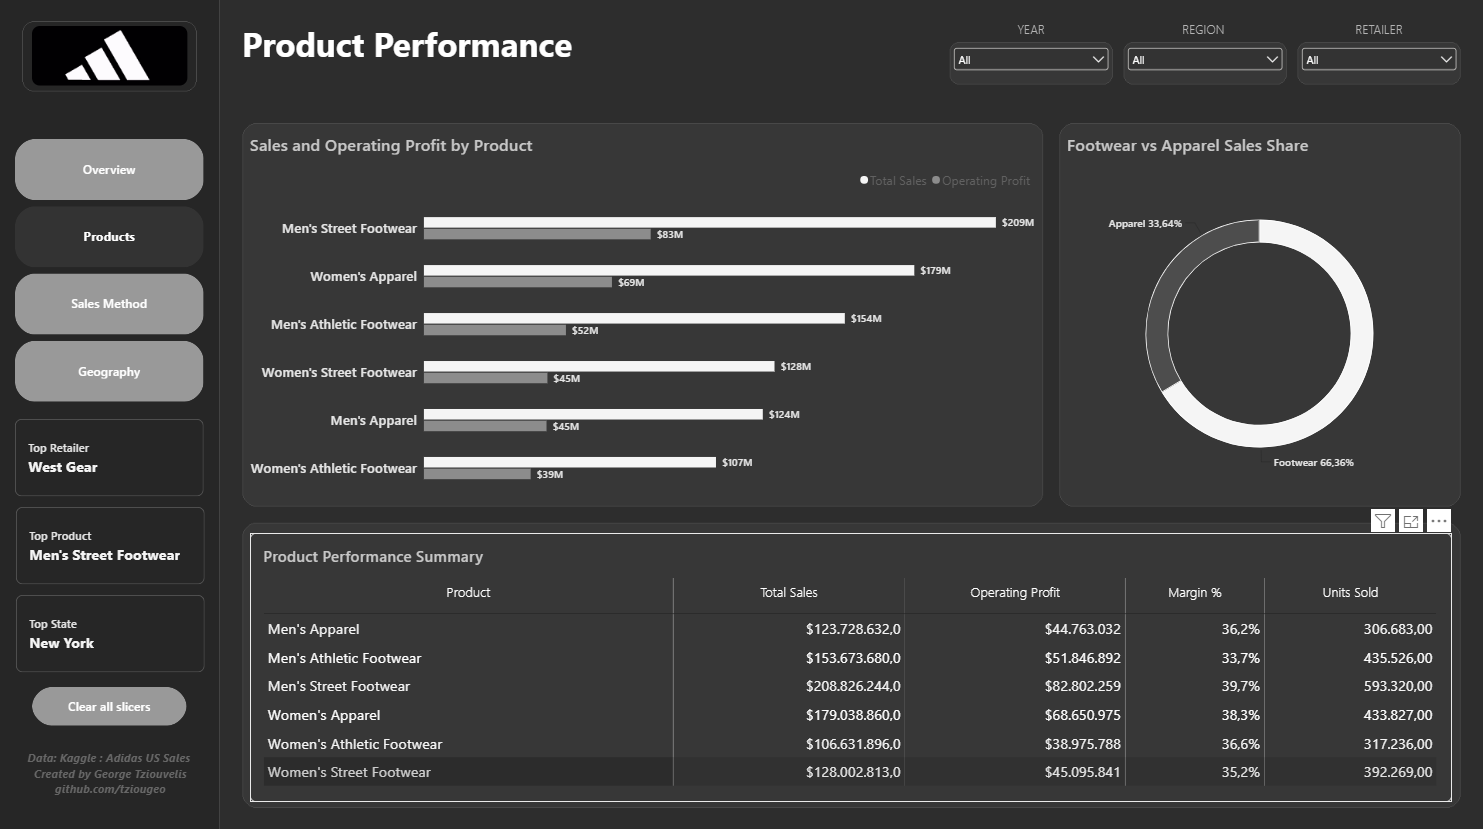 Product Performance
YEAR
All
REGION
All
RETAILER
All
Overview
Products
Sales Method
Geography
Top Retailer
West Gear
Top Product
Men's Street Footwear
Top State
New York
Clear all slicers
Data: Kaggle : Adidas US Sales
Created by George Tziouvelis
github.com/tziougeo
Sales and Operating Profit by Product
Total Sales Operating Profit
Men's Street Footwear $209M
$83M
Women's Apparel $179M
$69M
Men's Athletic Footwear $154M
$52M
Women's Street Footwear $128M
$45M
Men's Apparel $124M
$45M
Women's Athletic Footwear $107M
$39M
Footwear vs Apparel Sales Share
Apparel 33,64%
Footwear 66,36%
Product Performance Summary
Product Total Sales Operating Profit Margin % Units Sold
Men's Apparel $123.728.632,0 $44.763.032 36,2% 306.683,00
Men's Athletic Footwear $153.673.680,0 $51.846.892 33,7% 435.526,00
Men's Street Footwear $208.826.244,0 $82.802.259 39,7% 593.320,00
Women's Apparel $179.038.860,0 $68.650.975 38,3% 433.827,00
Women's Athletic Footwear $106.631.896,0 $38.975.788 36,6% 317.236,00
Women's Street Footwear $128.002.813,0 $45.095.841 35,2% 392.269,00